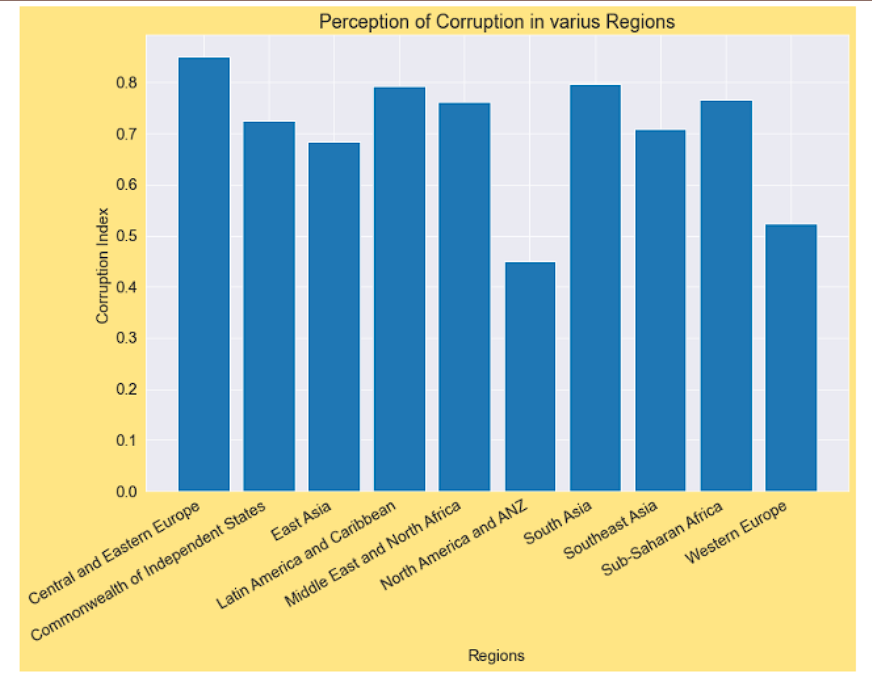 Perception of Corruption in varius Regions
Corruption Index
0.8
0.7
0.6
0.5
0.4
0.3
0.2
0.1
0.0
Central and Eastern Europe
Commonwealth of Independent States
East Asia
Latin America and Caribbean
Middle East and North Africa
North America and ANZ
South Asia
Southeast Asia
Sub-Saharan Africa
Western Europe
Regions